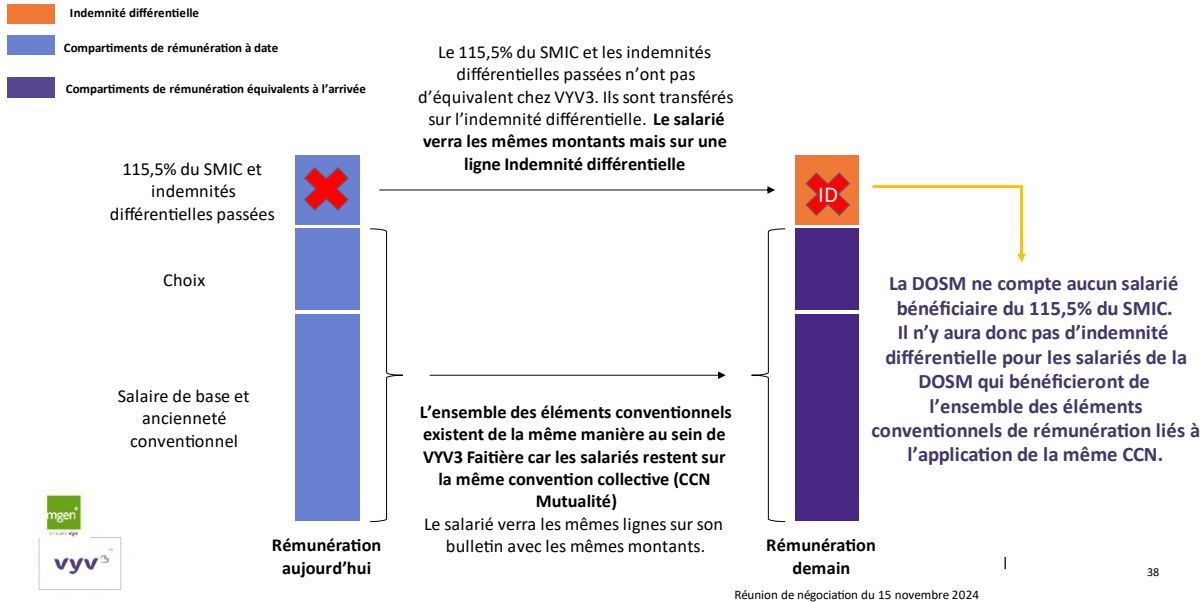 Indemnité différentielle
Compartiments de rémunération à date
Compartiments de rémunération équivalents à l'arrivée
Le 115,5% du SMIC et les indemnités
différentielles passées n'ont pas
d'équivalent chez VYV3. Ils sont transférés
sur l'indemnité différentielle. Le salarié
verra les mêmes montants mais sur une
ligne Indemnité différentielle
115,5% du SMIC et
indemnités
différentielles passées
ID
Choix
La DOSM ne compte aucun salarié
bénéficiaire du 115,5% du SMIC.
Il n'y aura donc pas d'indemnité
différentielle pour les salariés de la
DOSM qui bénéficieront de
l'ensemble des éléments
conventionnels de rémunération liés à
l'application de la même CCN.
Salaire de base et
ancienneté
conventionnel
L'ensemble des éléments conventionnels
existent de la même manière au sein de
VYV3 Faitière car les salariés restent sur
la même convention collective (CCN
Mutualité)
Le salarié verra les mêmes lignes sur son
bulletin avec les mêmes montants.
mgen
GROUPE vyv
vyv3
Rémunération
aujourd'hui
Rémunération
demain
|
38
Réunion de négociation du 15 novembre 2024